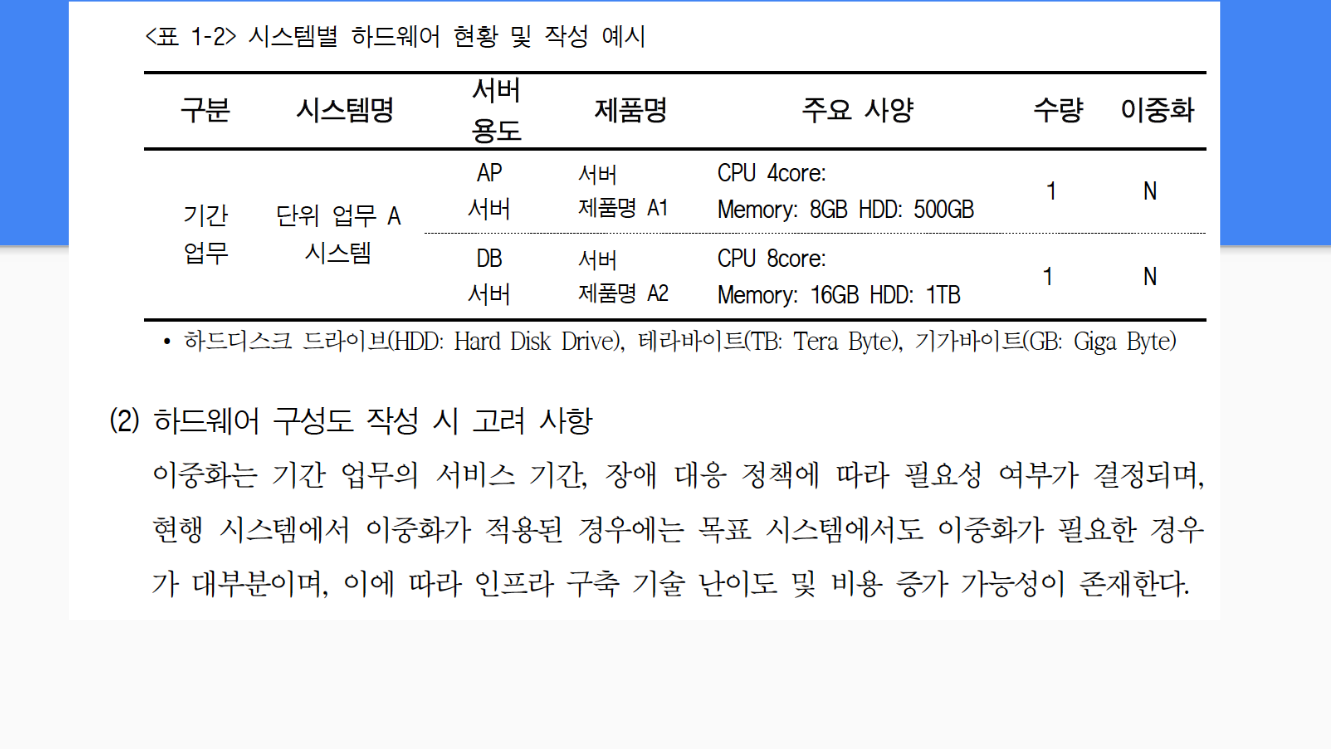 <표 1-2> 시스템별 하드웨어 현황 및 작성 예시
구분 시스템명 서버 용도 제품명 주요 사양 수량 이중화
기간 업무 단위 업무 A 시스템 AP 서버 서버 제품명 A1 CPU 4core: Memory: 8GB HDD: 500GB 1 N
DB 서버 서버 제품명 A2 CPU 8core: Memory: 16GB HDD: 1TB 1 N
• 하드디스크 드라이브(HDD: Hard Disk Drive), 테라바이트(TB: Tera Byte), 기가바이트(GB: Giga Byte)
(2) 하드웨어 구성도 작성 시 고려 사항
이중화는 기간 업무의 서비스 기간, 장애 대응 정책에 따라 필요성 여부가 결정되며,
현행 시스템에서 이중화가 적용된 경우에는 목표 시스템에서도 이중화가 필요한 경우
가 대부분이며, 이에 따라 인프라 구축 기술 난이도 및 비용 증가 가능성이 존재한다.